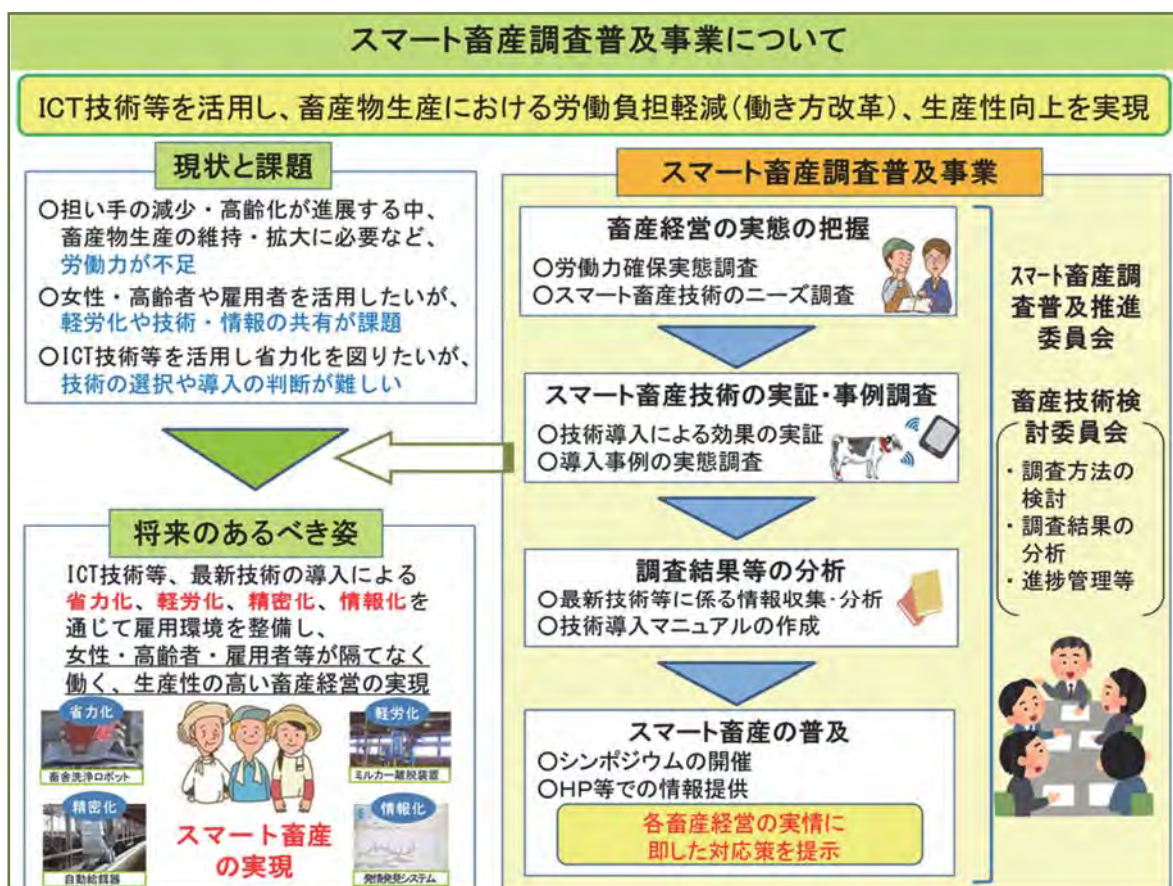 スマート畜産調査普及事業について
ICT技術等を活用し、畜産物生産における労働負担軽減(働き方改革)、生産性向上を実現
現状と課題
○担い手の減少・高齢化が進展する中、
畜産物生産の維持・拡大に必要など、
労働力が不足
○女性・高齢者や雇用者を活用したいが、
軽労化や技術・情報の共有が課題
○ICT技術等を活用し省力化を図りたいが、
技術の選択や導入の判断が難しい
将来のあるべき姿
ICT技術等、最新技術の導入による
省力化、軽労化、精密化、情報化を
通じて雇用環境を整備し、
女性・高齢者・雇用者等が隔てなく
働く、生産性の高い畜産経営の実現
省力化
畜舎洗浄ロボット
軽労化
ミルカー離脱装置
精密化
自動給餌器
情報化
発情発見システム
スマート畜産
の実現
スマート畜産調査普及事業
畜産経営の実態の把握
○労働力確保実態調査
○スマート畜産技術のニーズ調査
スマート畜産技術の実証・事例調査
○技術導入による効果の実証
○導入事例の実態調査
調査結果等の分析
○最新技術等に係る情報収集・分析
○技術導入マニュアルの作成
スマート畜産の普及
○シンポジウムの開催
○HP等での情報提供
各畜産経営の実情に
即した対応策を提示
スマート畜産調
査普及推進
委員会
畜産技術検
討委員会
・調査方法の
検討
・調査結果の
分析
・進捗管理等